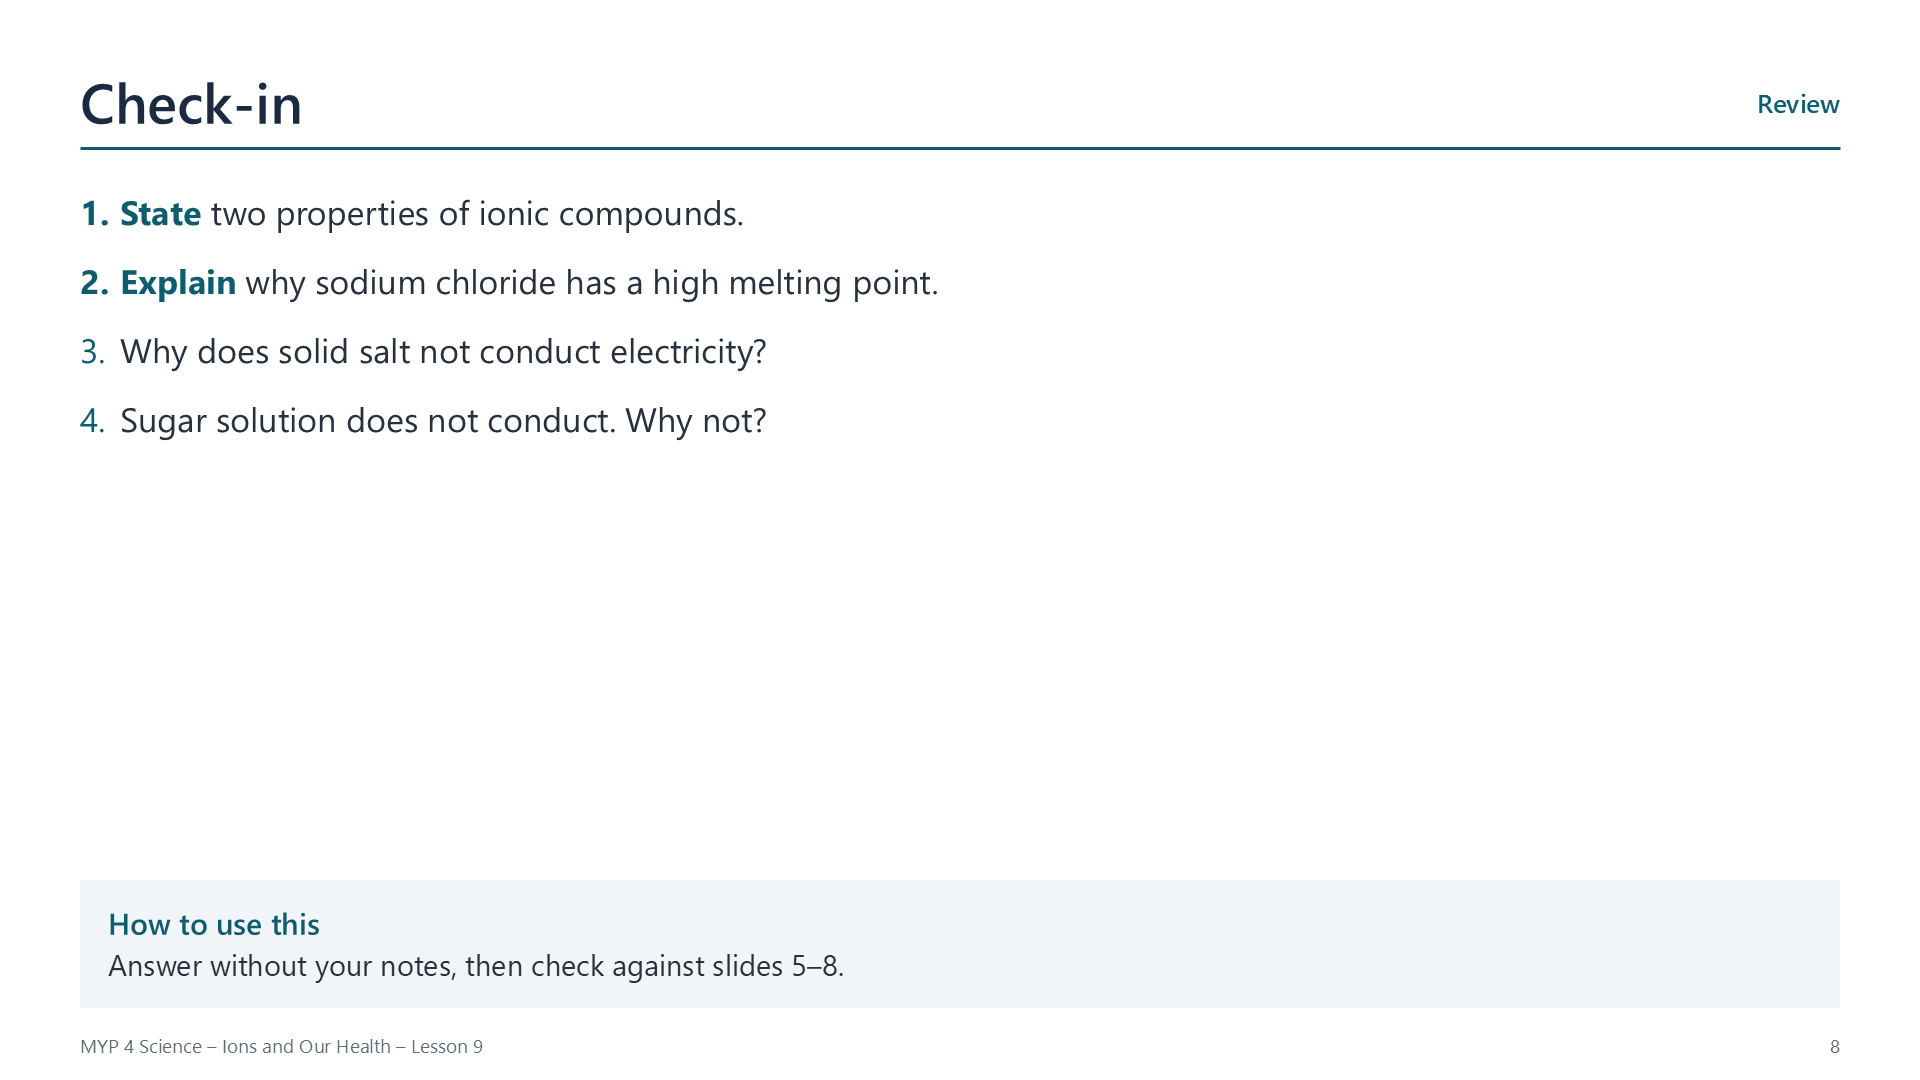 Check-in
Review
1. State two properties of ionic compounds.
2. Explain why sodium chloride has a high melting point.
3. Why does solid salt not conduct electricity?
4. Sugar solution does not conduct. Why not?
How to use this
Answer without your notes, then check against slides 5–8.
MYP 4 Science – Ions and Our Health – Lesson 9
8